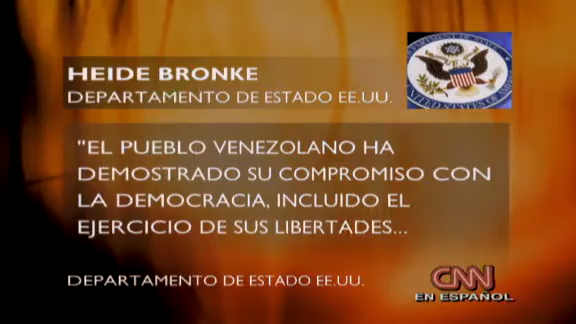 HEIDE BRONKE
DEPARTAMENTO DE ESTADO EE.UU.
"EL PUEBLO VENEZOLANO HA
DEMOSTRADO SU COMPROMISO CON
LA DEMOCRACIA, INCLUIDO EL
EJERCICIO DE SUS LIBERTADES...
DEPARTAMENTO DE ESTADO EE.UU.
CNN
EN ESPAÑOL